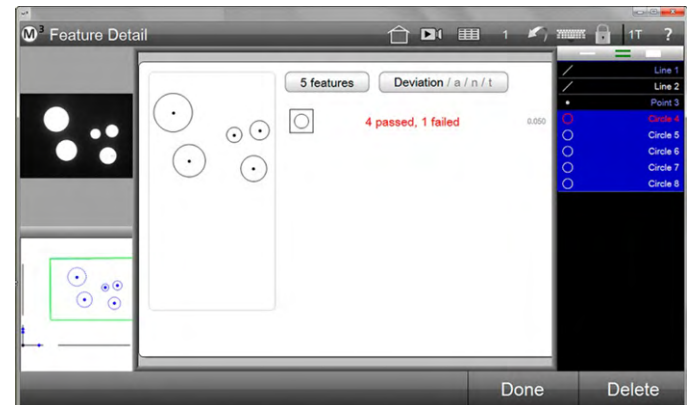 M³ Feature Detail
1
1T
?
5 features
Deviation / a / n / t
4 passed, 1 failed
0.050
Line 1
Line 2
Point 3
Circle 4
Circle 5
Circle 6
Circle 7
Circle 8
Done
Delete